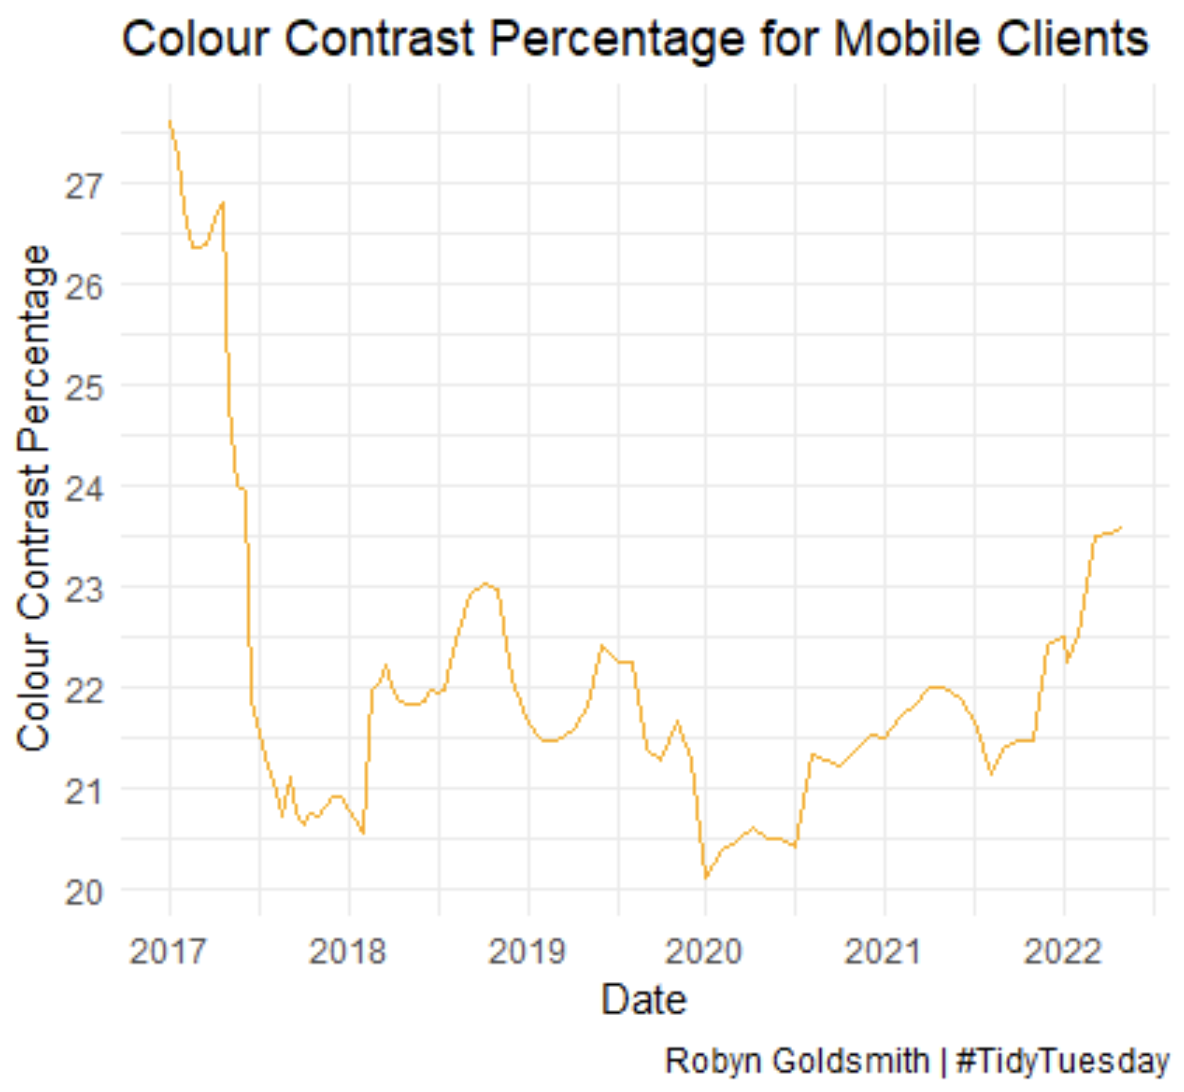 Colour Contrast Percentage for Mobile Clients
Colour Contrast Percentage
27
26
25
24
23
22
21
20
2017 2018 2019 2020 2021 2022
Date
Robyn Goldsmith | #TidyTuesday